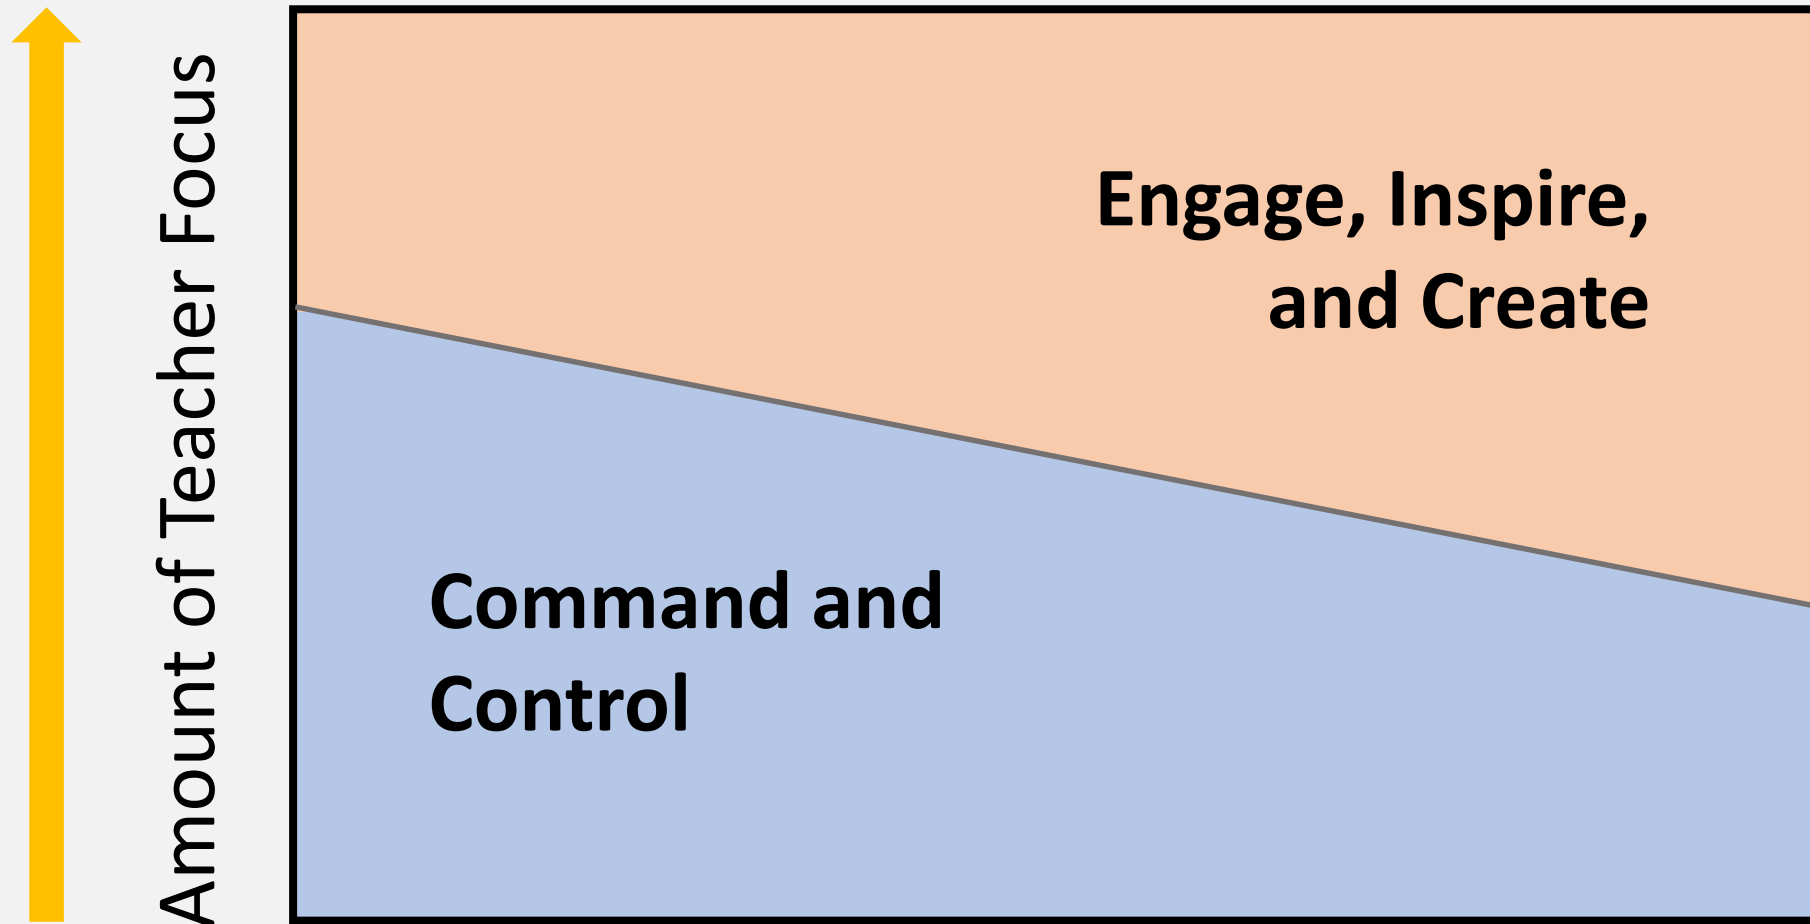 Amount of Teacher Focus
Engage, Inspire,
and Create
Command and
Control